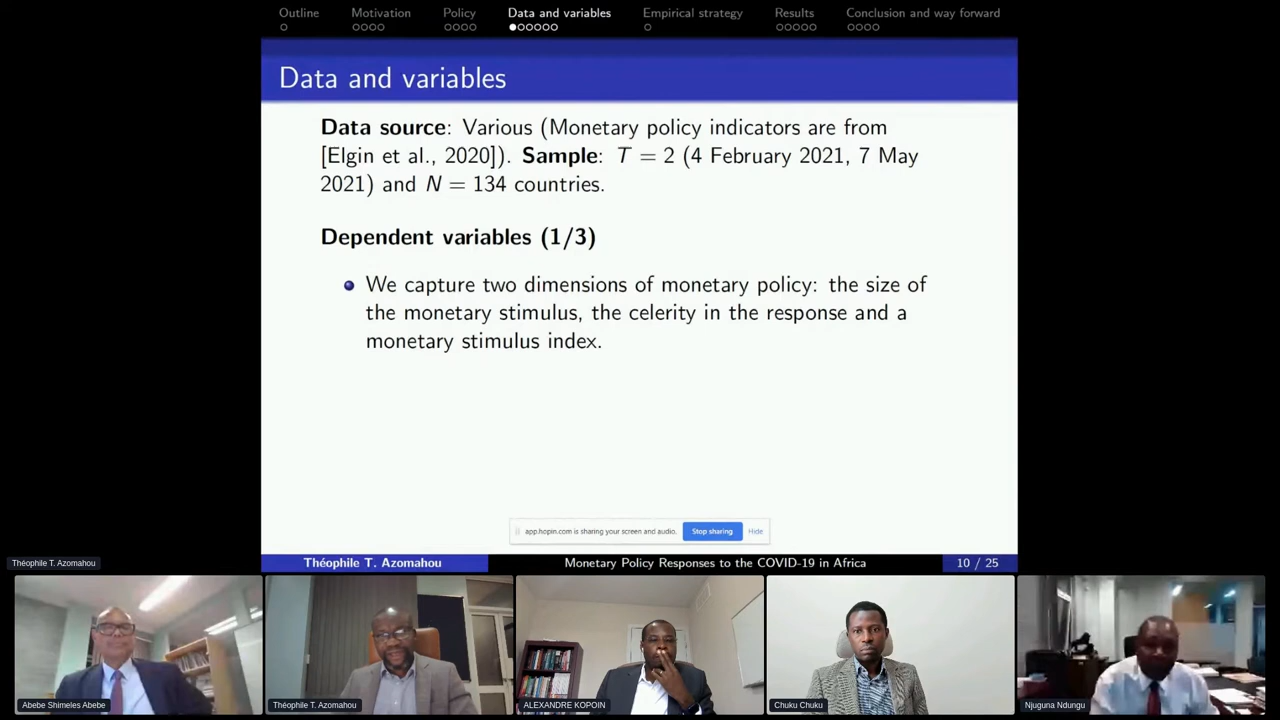 Outline Motivation Policy Data and variables Empirical strategy Results Conclusion and way forward
Data and variables
Data source: Various (Monetary policy indicators are from
[Elgin et al., 2020]). Sample: T = 2 (4 February 2021, 7 May
2021) and N = 134 countries.
Dependent variables (1/3)
We capture two dimensions of monetary policy: the size of
the monetary stimulus, the celerity in the response and a
monetary stimulus index.
app.hopin.com is sharing your screen and audio. Stop sharing Hide
Théophile T. Azomahou Monetary Policy Responses to the COVID-19 in Africa 10 / 25
Théophile T. Azomahou
Abebe Shimeles Abebe Théophile T. Azomahou ALEXANDRE KOPOIN Chuku Chuku Njuguna Ndungu